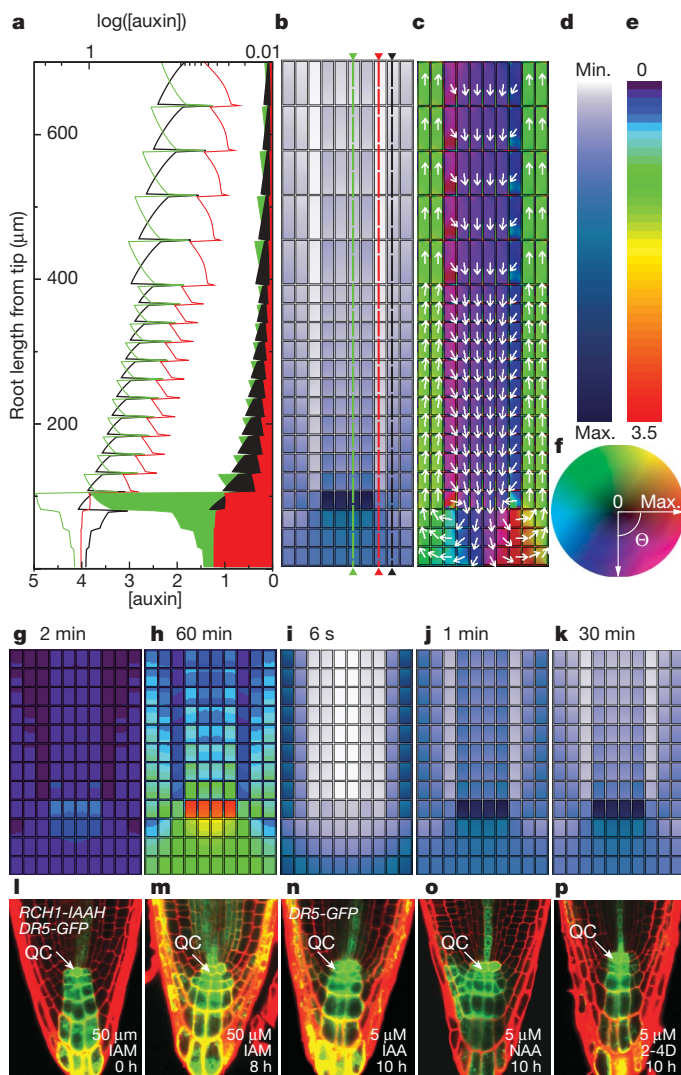 a
log([auxin])
1
0.01
b
c
d
e
Root length from tip (μm)
600
400
200
5
4
3
2
1
0
[auxin]
Min.
Max.
0
3.5
f
0
Max.
Θ
g 2 min
h 60 min
i 6 s
j 1 min
k 30 min
l
m
n
o
p
RCH1-IAAH
DR5-GFP
QC
50 μm
IAM
0 h
QC
50 μM
IAM
8 h
DR5-GFP
QC
5 μM
IAA
10 h
QC
5 μM
NAA
10 h
QC
5 μM
2-4D
10 h